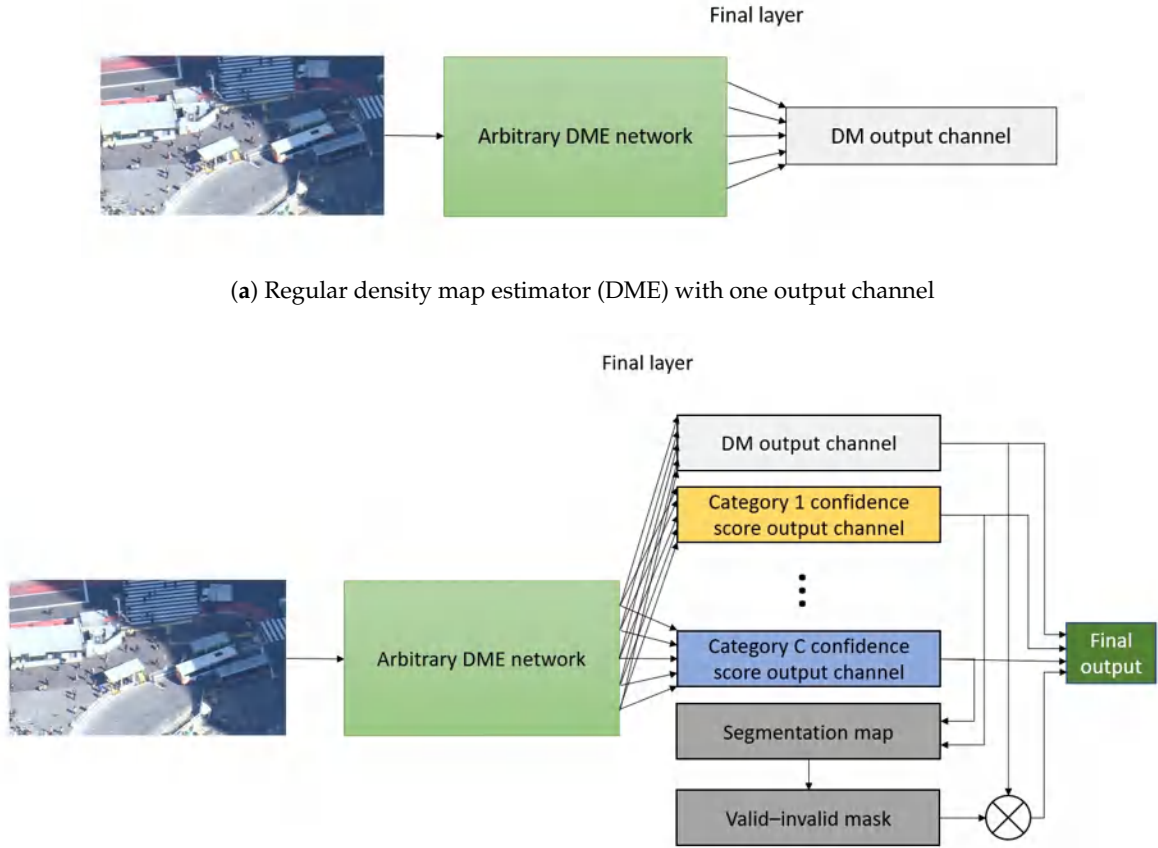 Final layer
Arbitrary DME network
DM output channel
(a) Regular density map estimator (DME) with one output channel
Final layer
DM output channel
Category 1 confidence
score output channel
Arbitrary DME network
Category C confidence
score output channel
Final
output
Segmentation map
Valid–invalid mask